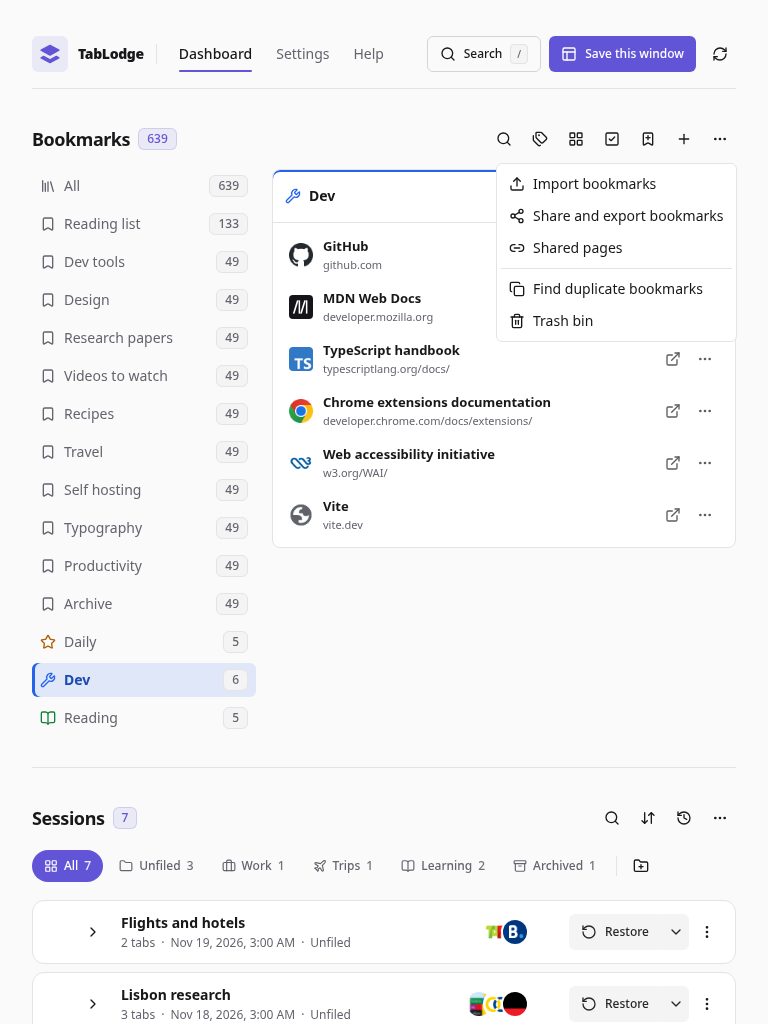 TabLodge
Dashboard
Settings
Help
Search /
Save this window
Bookmarks 639
All 639
Reading list 133
Dev tools 49
Design 49
Research papers 49
Videos to watch 49
Recipes 49
Travel 49
Self hosting 49
Typography 49
Productivity 49
Archive 49
Daily 5
Dev 6
Reading 5
Dev
GitHub
github.com
MDN Web Docs
developer.mozilla.org
TS
TypeScript handbook
typescriptlang.org/docs/
Chrome extensions documentation
developer.chrome.com/docs/extensions/
Web accessibility initiative
w3.org/WAI/
Vite
vite.dev
Import bookmarks
Share and export bookmarks
Shared pages
Find duplicate bookmarks
Trash bin
Sessions 7
All 7
Unfiled 3
Work 1
Trips 1
Learning 2
Archived 1
Flights and hotels
2 tabs · Nov 19, 2026, 3:00 AM · Unfiled
B.
Restore
Lisbon research
3 tabs · Nov 18, 2026, 3:00 AM · Unfiled
Restore